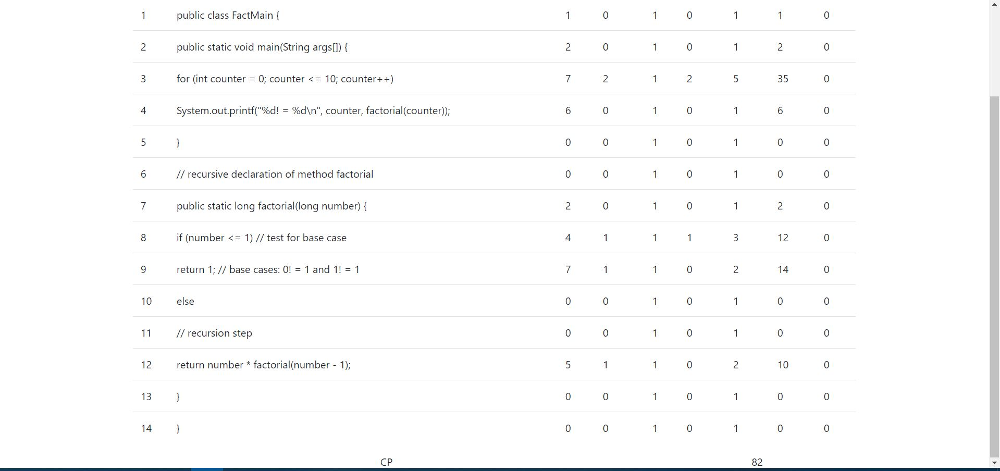 1 public class FactMain { 1 0 1 0 1 1 0
2 public static void main(String args[]) { 2 0 1 0 1 2 0
3 for (int counter = 0; counter <= 10; counter++) 7 2 1 2 5 35 0
4 System.out.printf("%d! = %d\n", counter, factorial(counter)); 6 0 1 0 1 6 0
5 } 0 0 1 0 1 0 0
6 // recursive declaration of method factorial 0 0 1 0 1 0 0
7 public static long factorial(long number) { 2 0 1 0 1 2 0
8 if (number <= 1) // test for base case 4 1 1 1 3 12 0
9 return 1; // base cases: 0! = 1 and 1! = 1 7 1 1 0 2 14 0
10 else 0 0 1 0 1 0 0
11 // recursion step 0 0 1 0 1 0 0
12 return number * factorial(number - 1); 5 1 1 0 2 10 0
13 } 0 0 1 0 1 0 0
14 } 0 0 1 0 1 0 0
CP 82